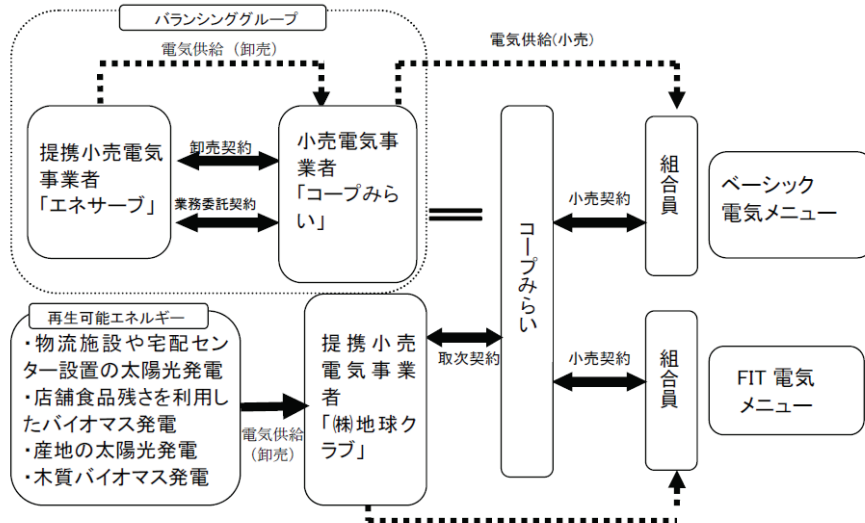 バランシンググループ
電気供給（卸売）
電気供給(小売)
提携小売電気
事業者
「エネサーブ」
卸売契約
業務委託契約
小売電気事
業者
「コープみら
い」
コープみらい
小売契約
組合員
ベーシック
電気メニュー
再生可能エネルギー
・物流施設や宅配セン
ター設置の太陽光発電
・店舗食品残さを利用し
たバイオマス発電
・産地の太陽光発電
・木質バイオマス発電
電気供給
（卸売）
提携小売
電気事業
者
「㈱地球ク
ラブ」
取次契約
小売契約
組合員
FIT 電気
メニュー